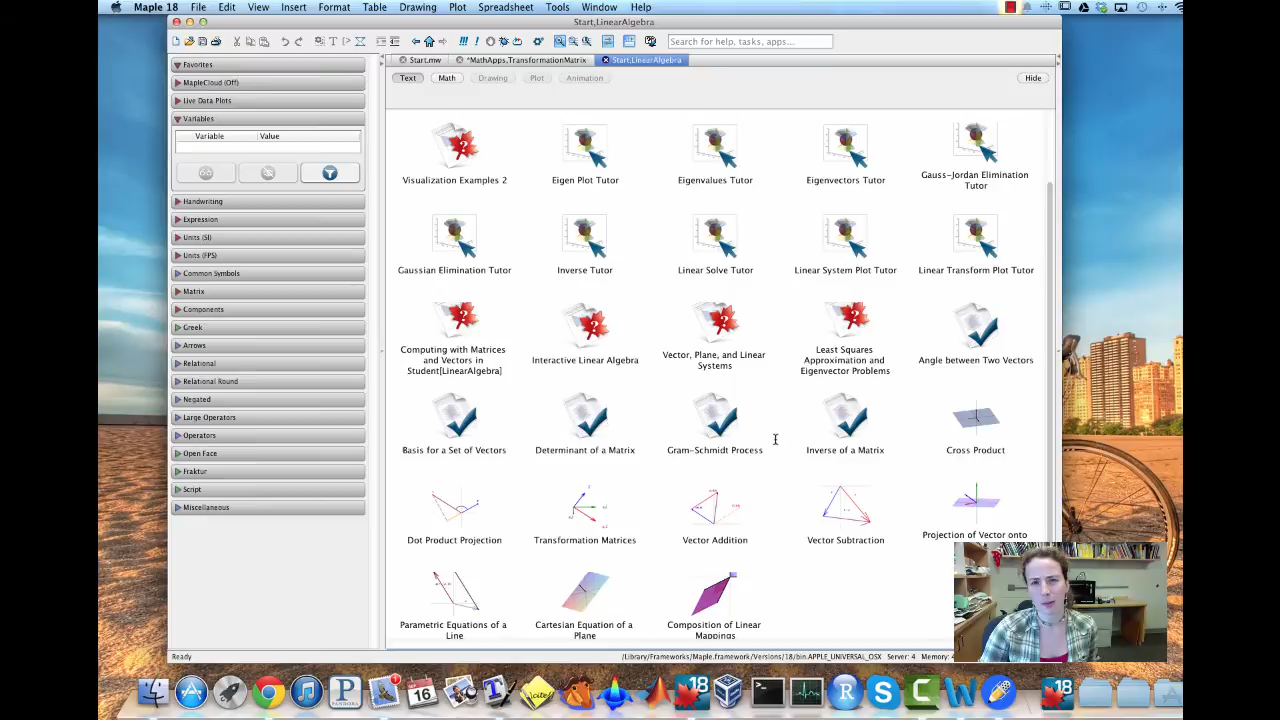 Maple 18 File Edit View Insert Format Table Drawing Plot Spreadsheet Tools Window Help
Start,LinearAlgebra
Search for help, tasks, apps...
Favorites
MapleCloud (Off)
Live Data Plots
Variables
Variable Value
Handwriting
Expression
Units (SI)
Units (FPS)
Common Symbols
Matrix
Components
Greek
Arrows
Relational
Relational Round
Negated
Large Operators
Operators
Open Face
Fraktur
Script
Miscellaneous
Start.mw *MathApps,TransformationMatrix Start,LinearAlgebra
Text Math Drawing Plot Animation Hide
Visualization Examples 2
Eigen Plot Tutor
Eigenvalues Tutor
Eigenvectors Tutor
Gauss-Jordan Elimination
Tutor
Gaussian Elimination Tutor
Inverse Tutor
Linear Solve Tutor
Linear System Plot Tutor
Linear Transform Plot Tutor
Computing with Matrices
and Vectors in
Student[LinearAlgebra]
Interactive Linear Algebra
Vector, Plane, and Linear
Systems
Least Squares
Approximation and
Eigenvector Problems
Angle between Two Vectors
Basis for a Set of Vectors
Determinant of a Matrix
Gram-Schmidt Process
Inverse of a Matrix
Cross Product
Dot Product Projection
Transformation Matrices
Vector Addition
Vector Subtraction
Projection of Vector onto
Parametric Equations of a
Line
Cartesian Equation of a
Plane
Composition of Linear
Mappings
Ready /Library/Frameworks/Maple.framework/Versions/18/bin.APPLE_UNIVERSAL_OSX Server: 4 Memory:
16
18
18